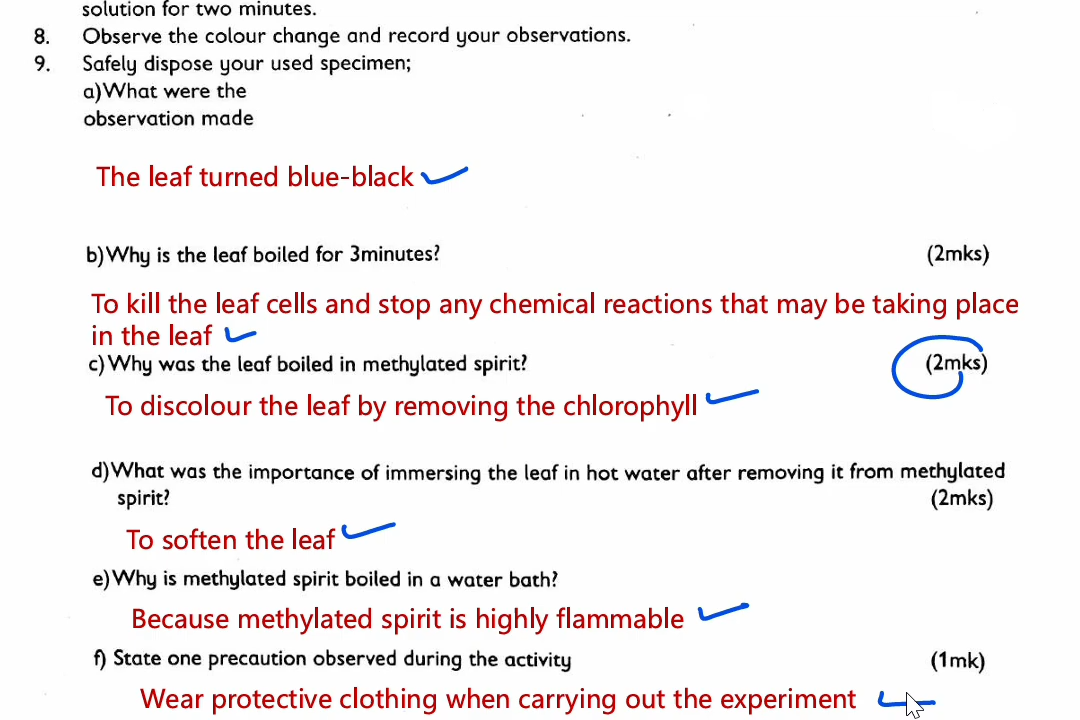 solution for two minutes.
8. Observe the colour change and record your observations.
9. Safely dispose your used specimen;
a)What were the
observation made
The leaf turned blue-black
b)Why is the leaf boiled for 3minutes? (2mks)
To kill the leaf cells and stop any chemical reactions that may be taking place
in the leaf
c)Why was the leaf boiled in methylated spirit? (2mks)
To discolour the leaf by removing the chlorophyll
d)What was the importance of immersing the leaf in hot water after removing it from methylated
spirit? (2mks)
To soften the leaf
e)Why is methylated spirit boiled in a water bath?
Because methylated spirit is highly flammable
f) State one precaution observed during the activity (1mk)
Wear protective clothing when carrying out the experiment